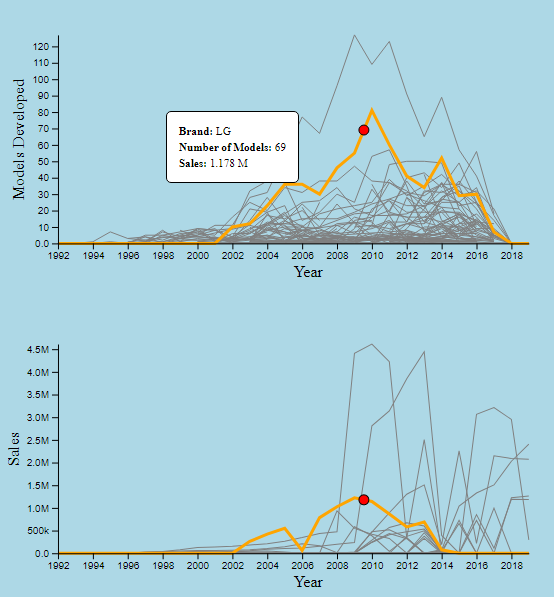 Models Developed
120
110
100
90
80
70
60
50
40
30
20
10
0.0
Brand: LG
Number of Models: 69
Sales: 1.178 M
1992 1994 1996 1998 2000 2002 2004 2006 2008 2010 2012 2014 2016 2018
Year
Sales
4.5M
4.0M
3.5M
3.0M
2.5M
2.0M
1.5M
1.0M
500k
0.0
1992 1994 1996 1998 2000 2002 2004 2006 2008 2010 2012 2014 2016 2018
Year